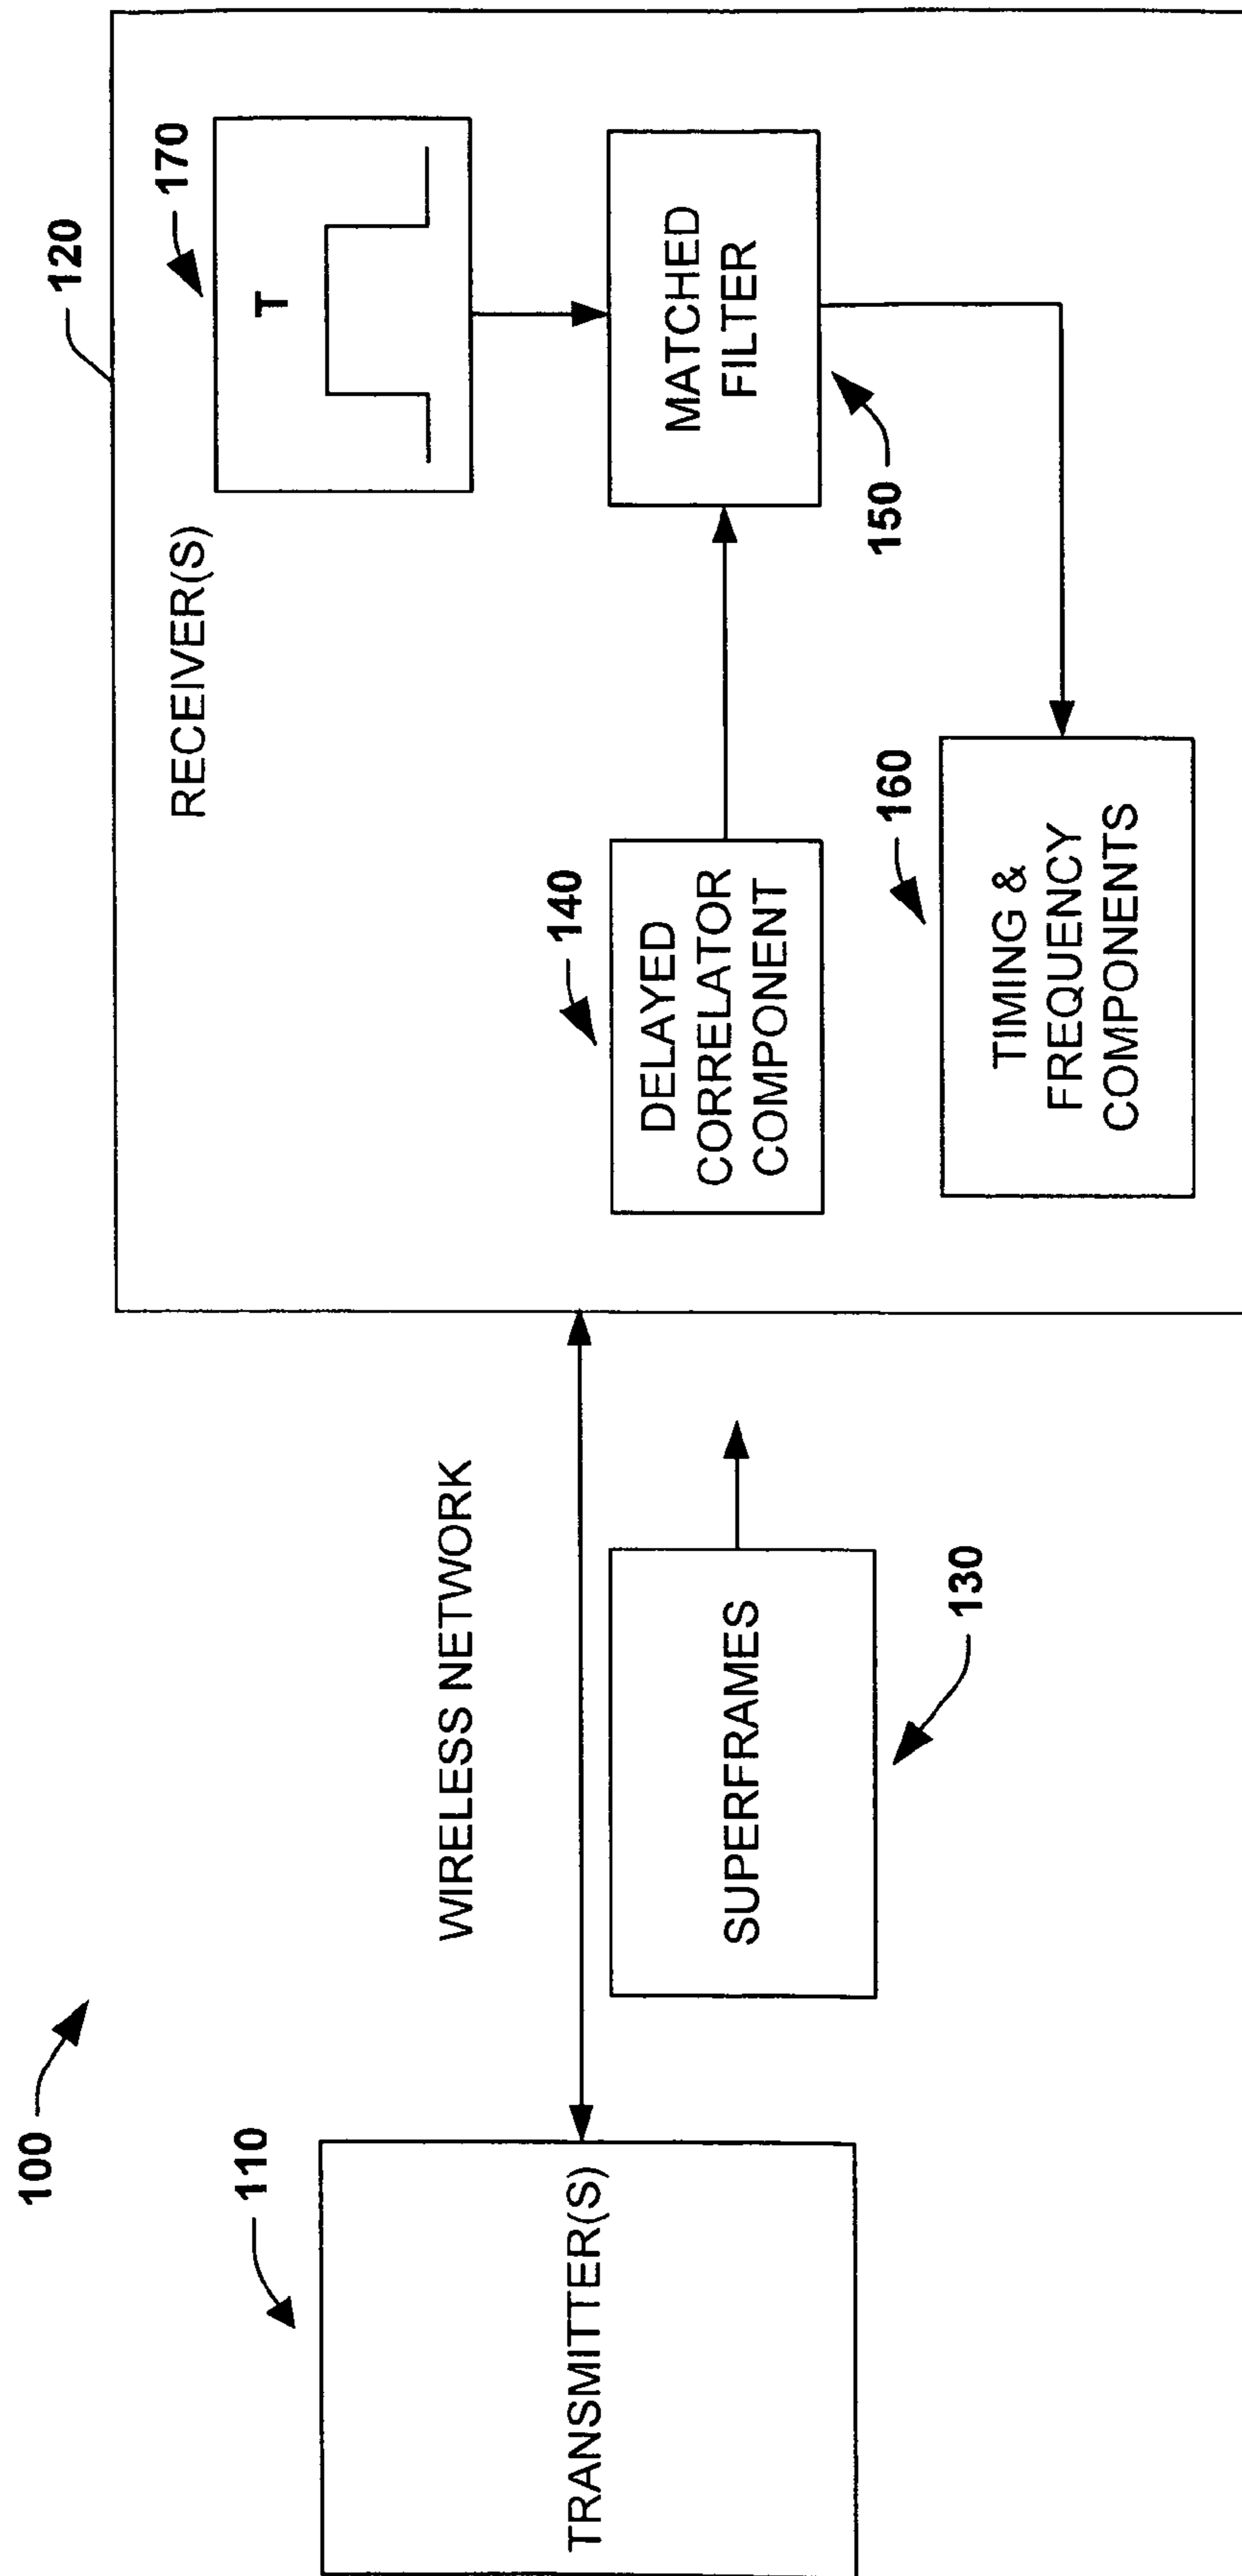 100
110
TRANSMITTER(S)
WIRELESS NETWORK
SUPERFRAMES
130
120
RECEIVER(S)
170
T
140
DELAYED
CORRELATOR
COMPONENT
MATCHED
FILTER
150
160
TIMING &
FREQUENCY
COMPONENTS